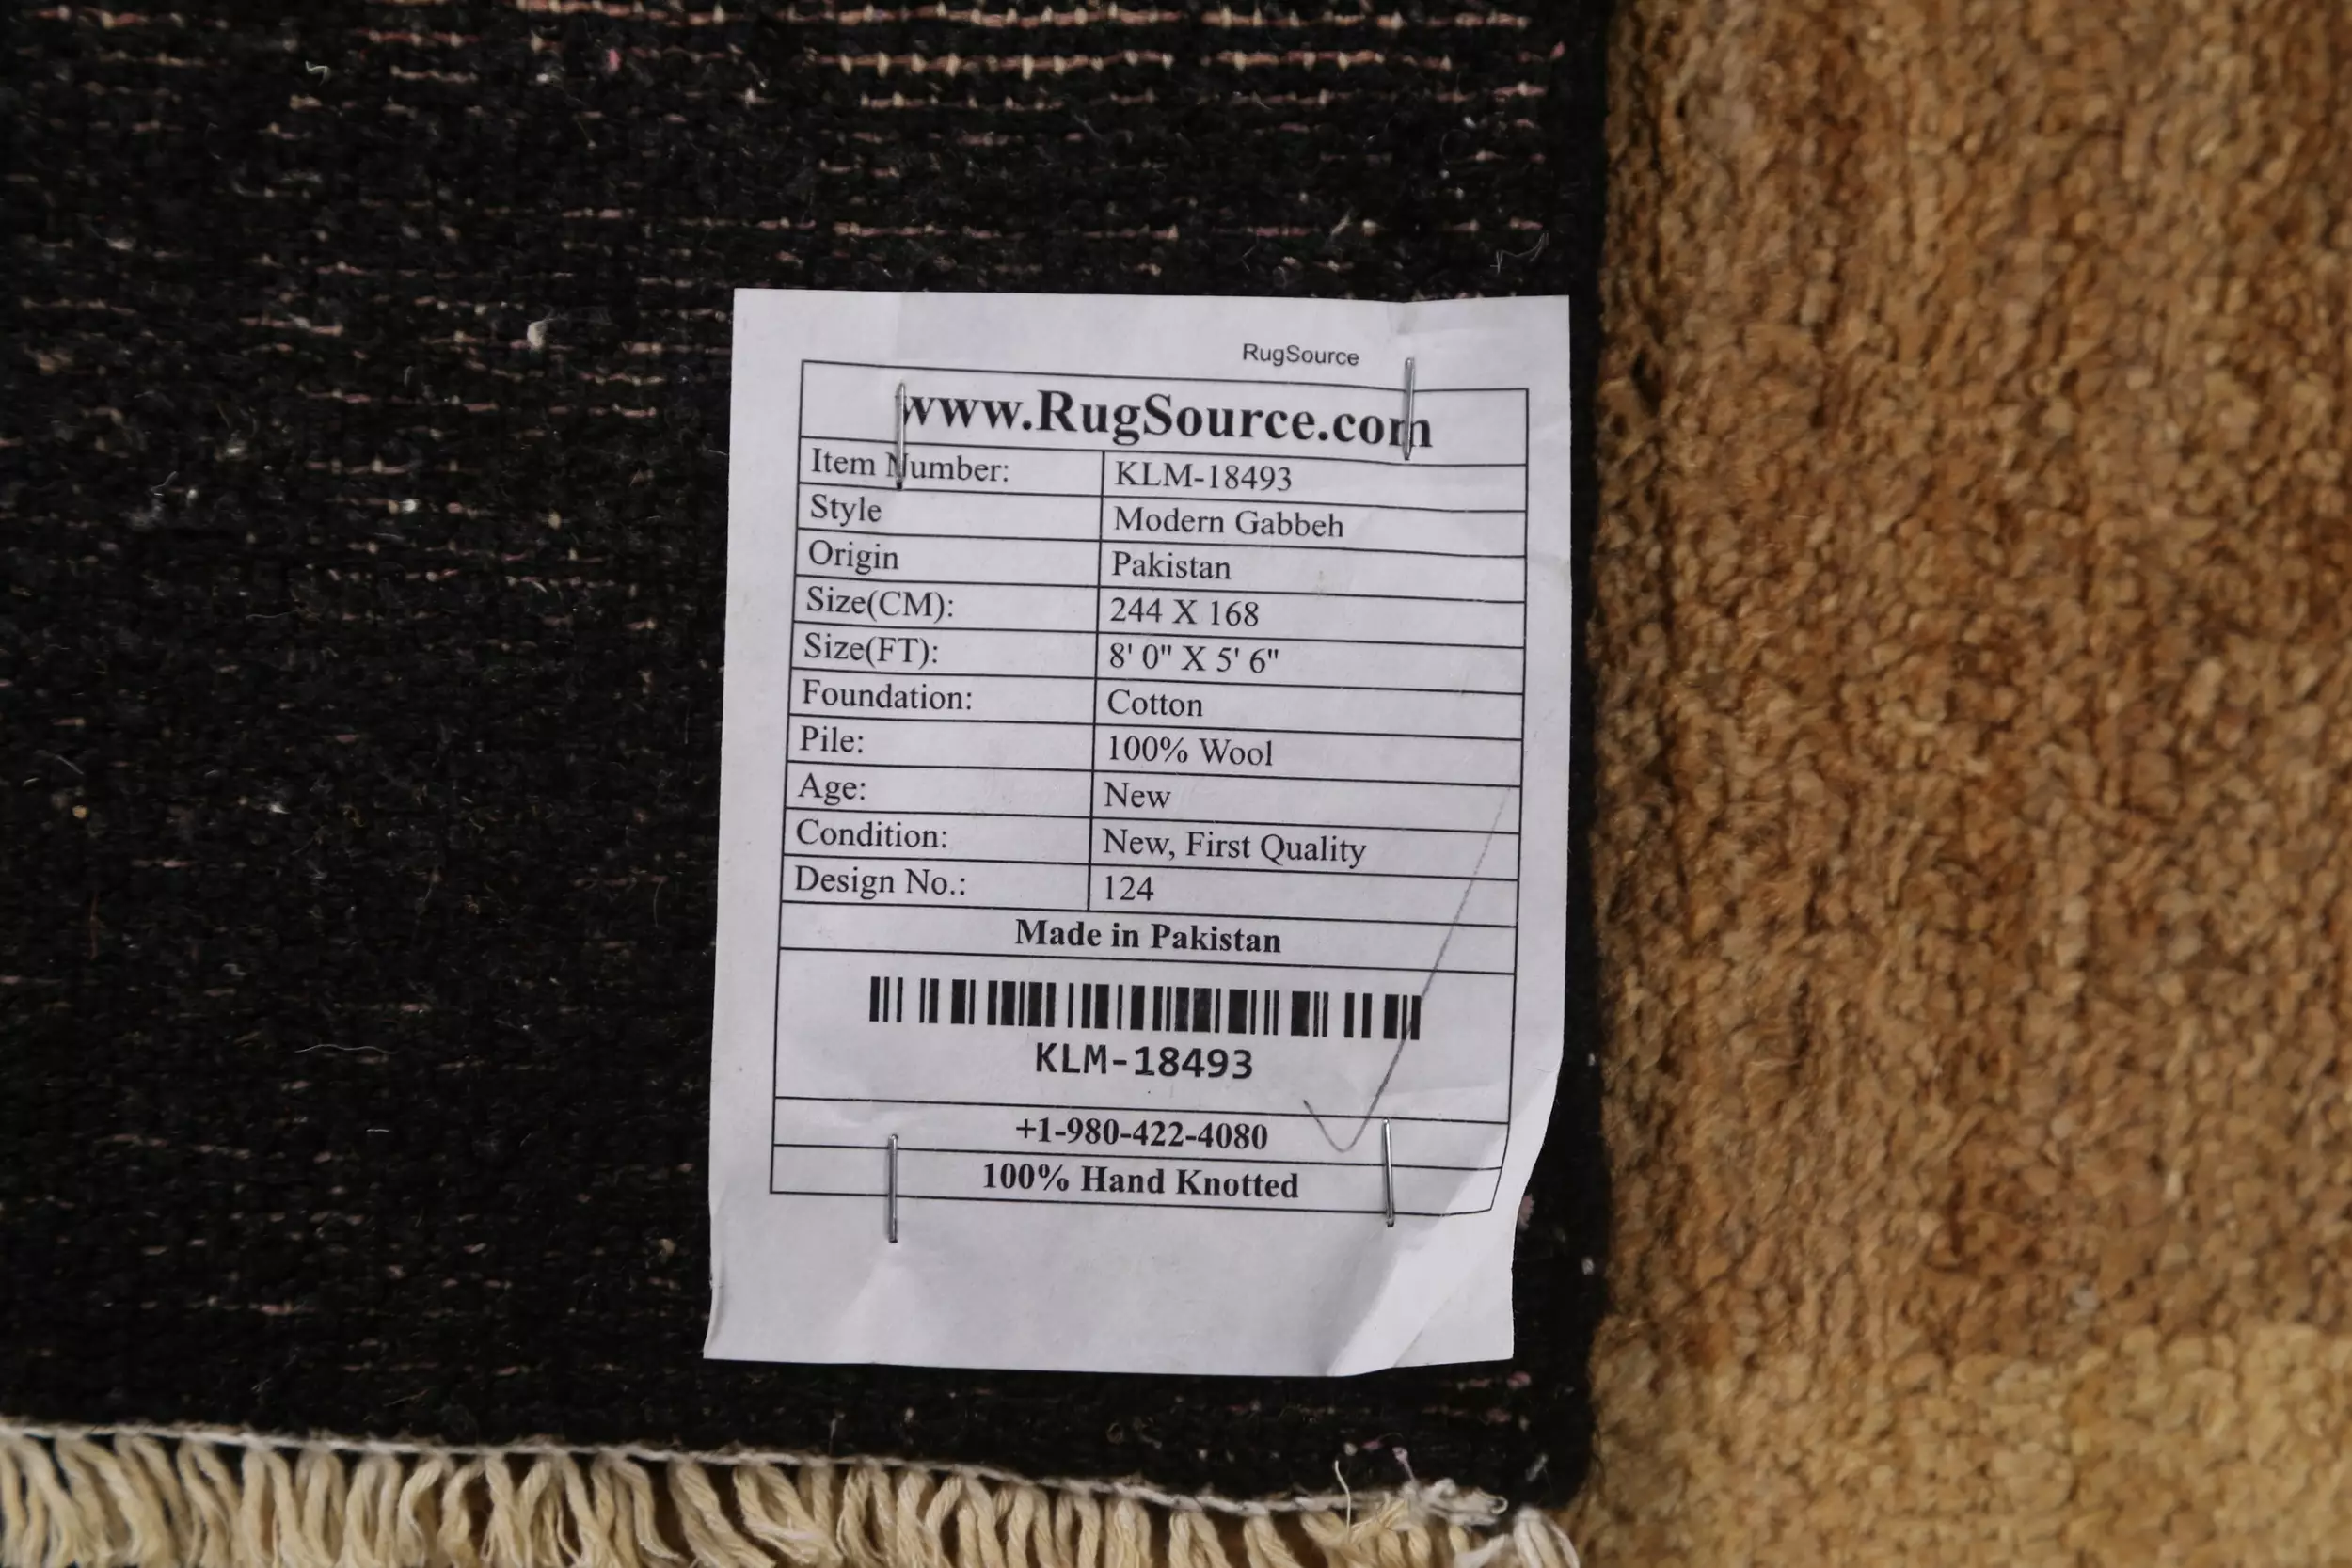 RugSource
www.RugSource.com
Item Number: KLM-18493
Style Modern Gabbeh
Origin Pakistan
Size(CM): 244 X 168
Size(FT): 8' 0" X 5' 6"
Foundation: Cotton
Pile: 100% Wool
Age: New
Condition: New, First Quality
Design No.: 124
Made in Pakistan
KLM-18493
+1-980-422-4080
100% Hand Knotted